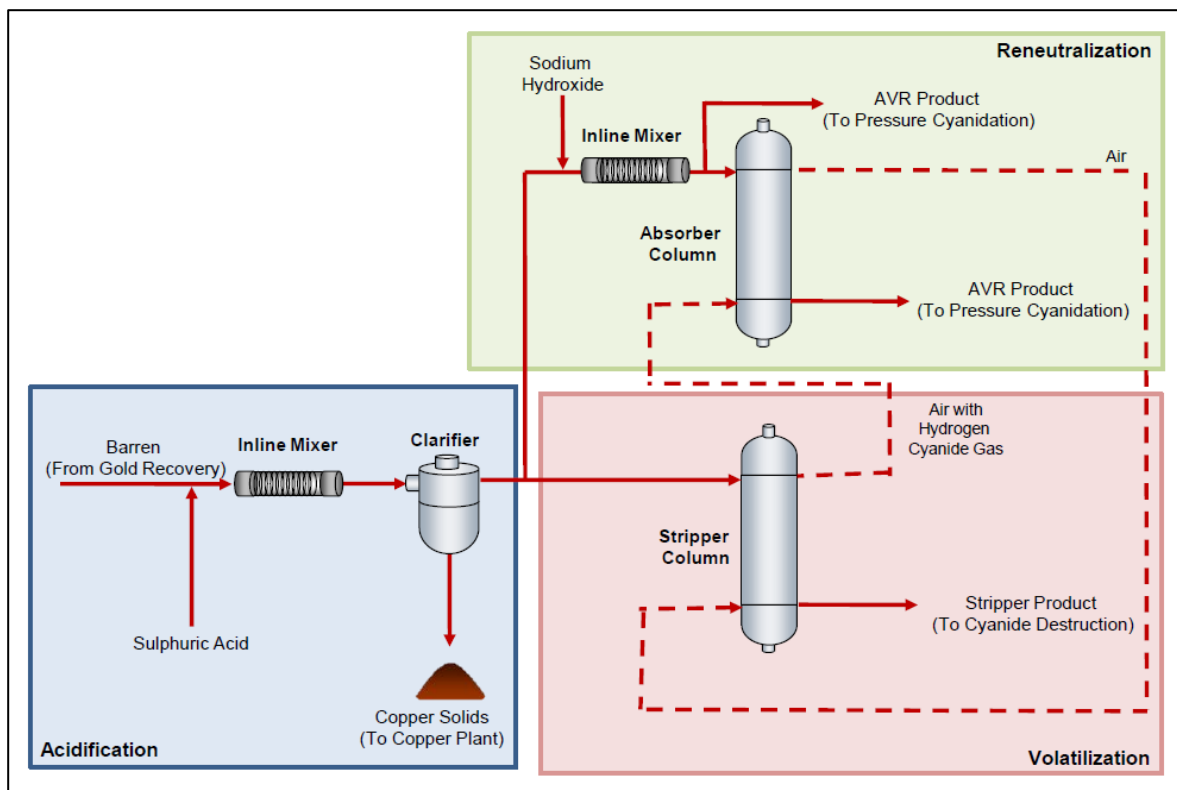 Reneutralization
Sodium
Hydroxide
AVR Product
(To Pressure Cyanidation)
Inline Mixer
Air
Absorber
Column
AVR Product
(To Pressure Cyanidation)
Barren
(From Gold Recovery)
Inline Mixer
Clarifier
Air with
Hydrogen
Cyanide Gas
Stripper
Column
Stripper Product
(To Cyanide Destruction)
Sulphuric Acid
Copper Solids
(To Copper Plant)
Acidification
Volatilization